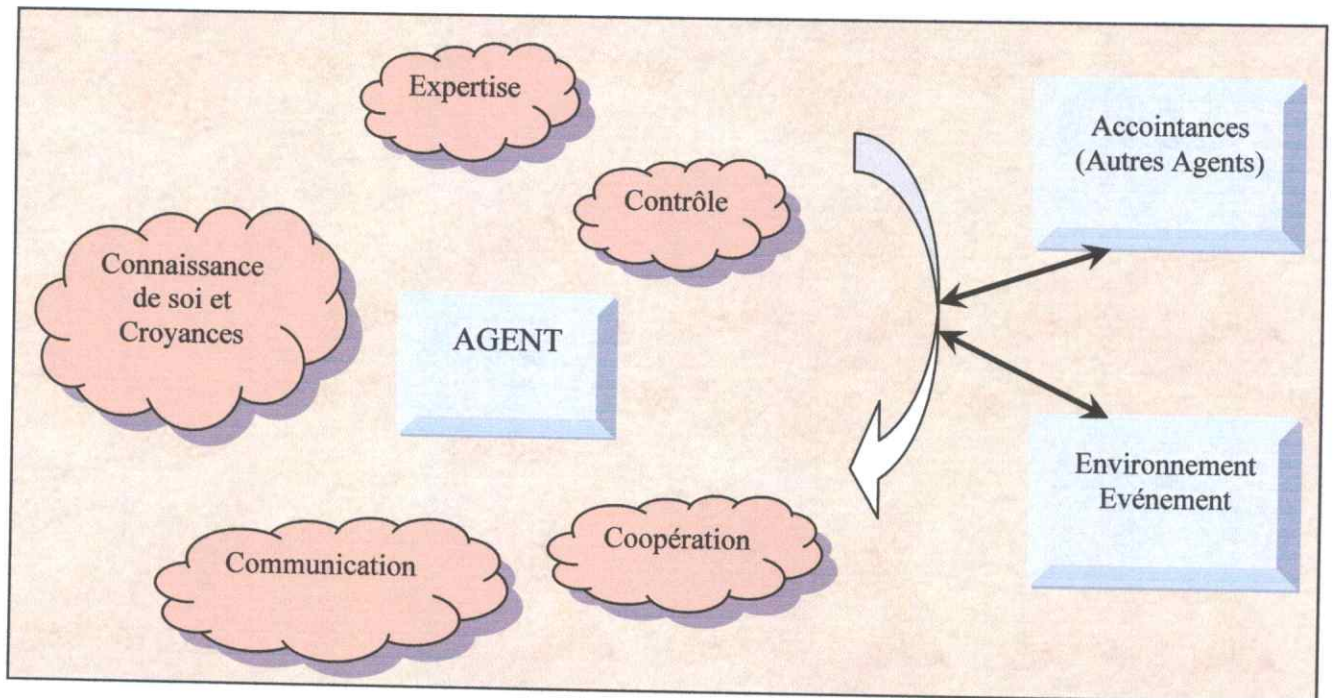 Expertise
Contrôle
Accointances
(Autres Agents)
Connaissance
de soi et
Croyances
AGENT
Environnement
Evénement
Coopération
Communication